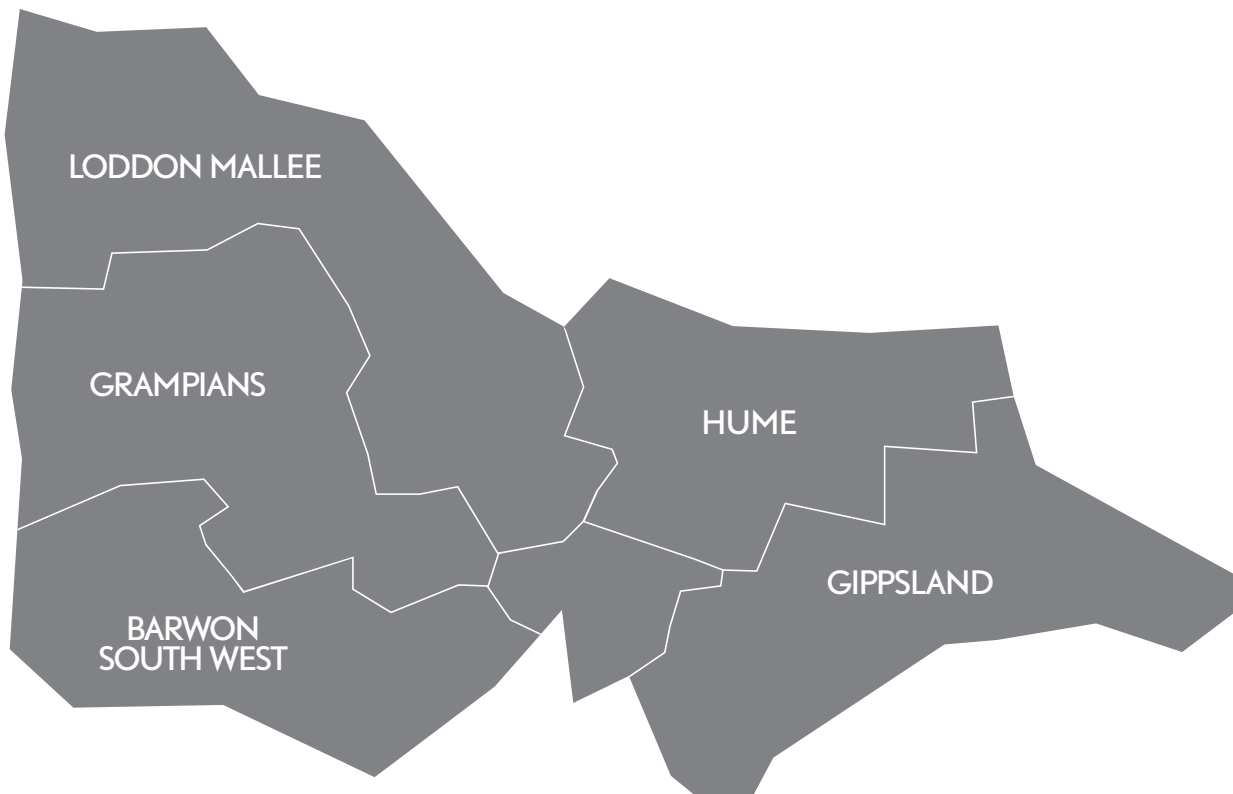 LODDON MALLEE
GRAMPIANS
HUME
GIPPSLAND
BARWON
SOUTH WEST